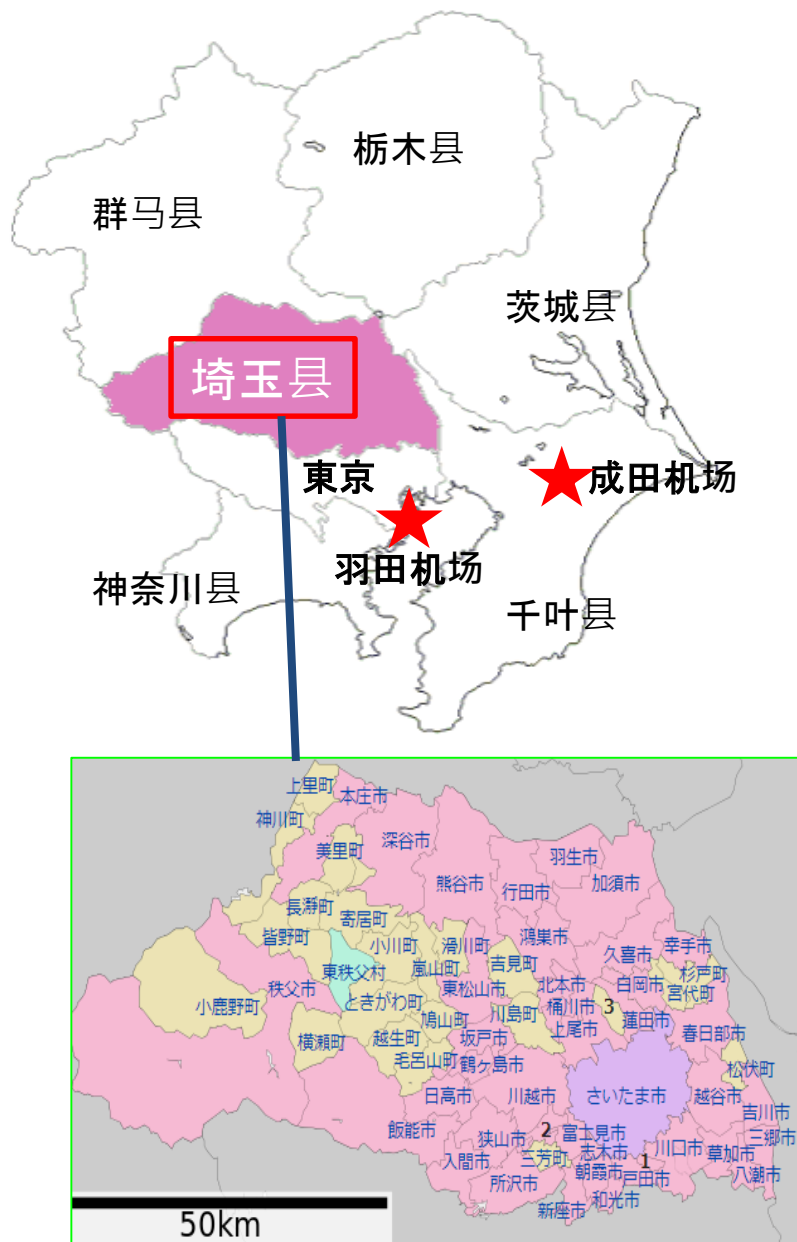 栃木县
群马县
茨城县
埼玉县
東京
成田机场
羽田机场
神奈川县
千叶县
上里町
本庄市
神川町
深谷市
美里町
羽生市
熊谷市
加須市
行田市
長瀞町
寄居町
鴻巣市
皆野町
小川町
滑川町
久喜市
幸手市
吉見町
嵐山町
東秩父村
杉戸町
秩父市
東松山市
北本市
白岡市
宮代町
小鹿野町
ときがわ町
桶川市
3
川島町
蓮田市
鳩山町
上尾市
春日部市
横瀬町
越生町
坂戸市
毛呂山町
鶴ヶ島市
松伏町
日高市
川越市
さいたま市
越谷市
吉川市
飯能市
狭山市
2
富士見市
三郷市
志木市
川口市
草加市
入間市
三芳町
1
朝霞市
戸田市
八潮市
所沢市
和光市
新座市
50km